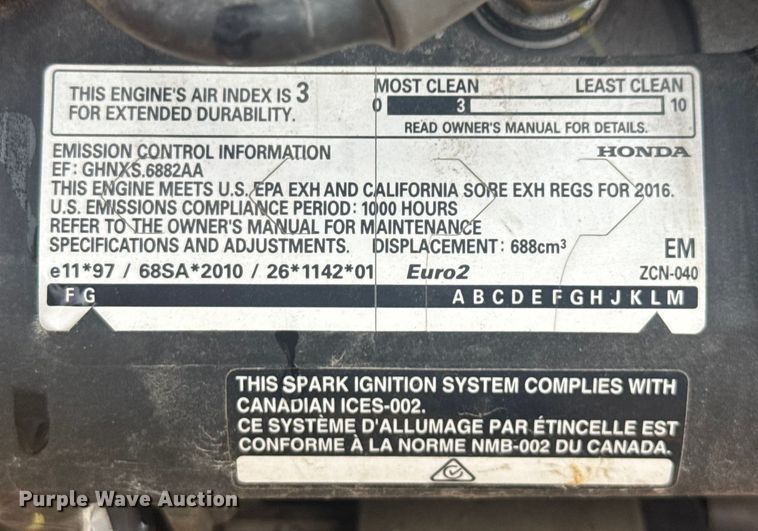 THIS ENGINE'S AIR INDEX IS 3
FOR EXTENDED DURABILITY.
MOST CLEAN LEAST CLEAN
0 3 10
READ OWNER'S MANUAL FOR DETAILS.
EMISSION CONTROL INFORMATION HONDA
EF: GHNXS.6882AA
THIS ENGINE MEETS U.S. EPA EXH AND CALIFORNIA SORE EXH REGS FOR 2016.
U.S. EMISSIONS COMPLIANCE PERIOD: 1000 HOURS
REFER TO THE OWNER'S MANUAL FOR MAINTENANCE
SPECIFICATIONS AND ADJUSTMENTS. DISPLACEMENT: 688cm³ EM
e11*97 / 68SA*2010 / 26*1142*01 Euro2 ZCN-040
F G A B C D E F G H J K L M
THIS SPARK IGNITION SYSTEM COMPLIES WITH
CANADIAN ICES-002.
CE SYSTÈME D'ALLUMAGE PAR ÉTINCELLE EST
CONFORME À LA NORME NMB-002 DU CANADA.
Purple Wave Auction